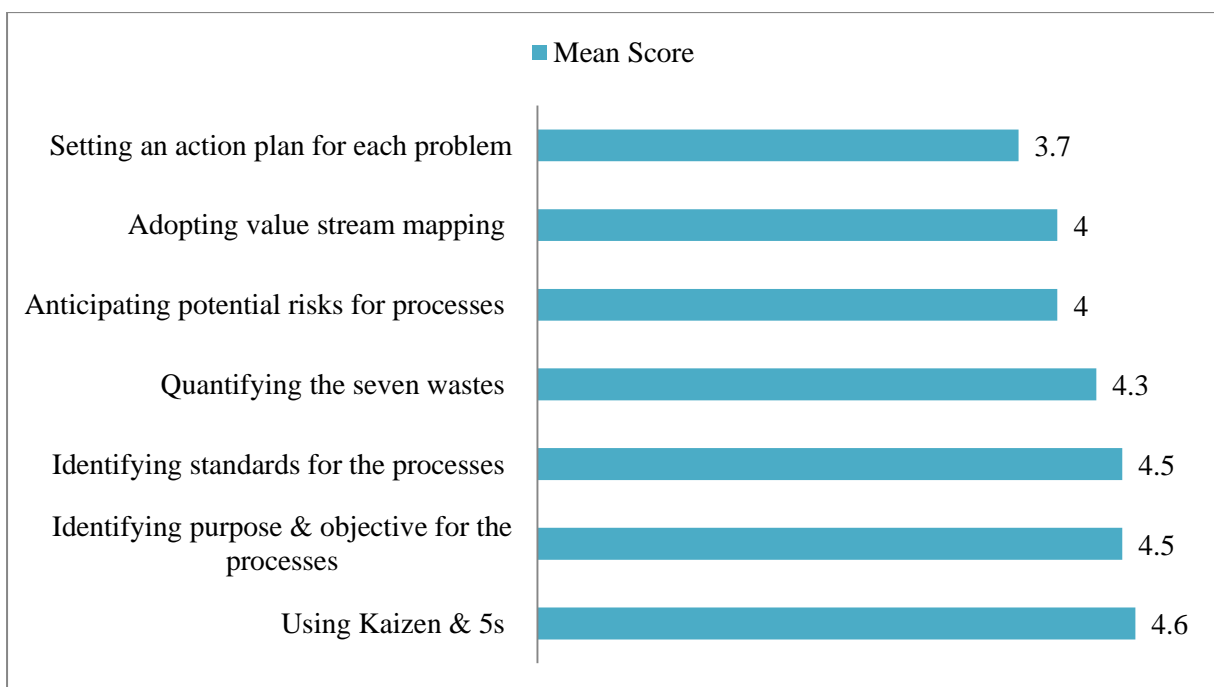 Mean Score
Setting an action plan for each problem
3.7
Adopting value stream mapping
4
Anticipating potential risks for processes
4
Quantifying the seven wastes
4.3
Identifying standards for the processes
4.5
Identifying purpose & objective for the
processes
4.5
Using Kaizen & 5s
4.6